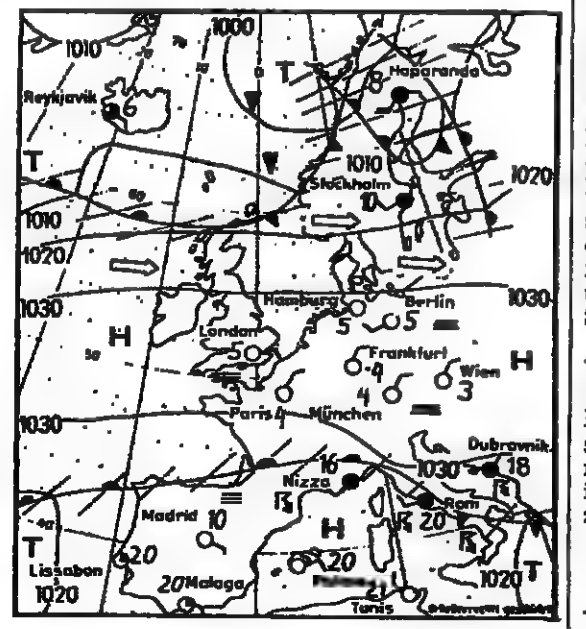 1000
1010
T
8 Haparanda
Reykjavik
6
T
1010
1020
Stockholm
10
1010
1020
1030
Hamburg
Berlin
1030
5
5
H
London
5
Frankfurt
4
H
Wien
3
4
Paris
4
München
1030
Dubrovnik
16
1030
18
Nizza
Rom
20
Madrid
10
H
T
20
20
Lissabon
20 Malaga
1020
T
1020
Tunis